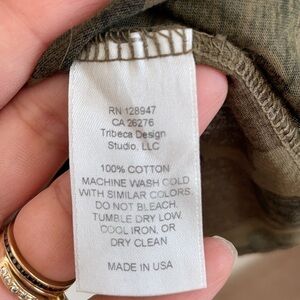 RN 128947
CA 26276
Tribeca Design
Studio, LLC
100% COTTON
MACHINE WASH COLD
WITH SIMILAR COLORS.
DO NOT BLEACH.
TUMBLE DRY LOW.
COOL IRON, OR
DRY CLEAN
MADE IN USA